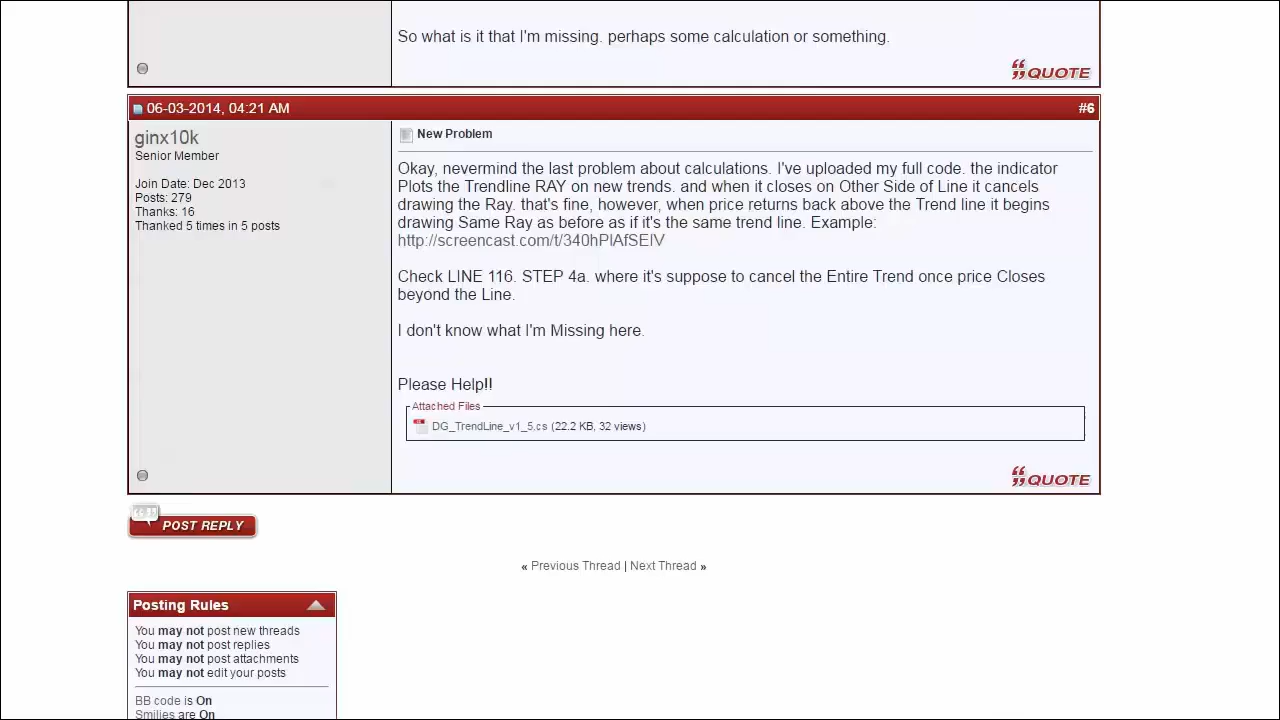 So what is it that I'm missing. perhaps some calculation or something.
QUOTE
06-03-2014, 04:21 AM
#6
ginx10k
Senior Member
Join Date: Dec 2013
Posts: 279
Thanks: 16
Thanked 5 times in 5 posts
New Problem
Okay, nevermind the last problem about calculations. I've uploaded my full code. the indicator
Plots the Trendline RAY on new trends. and when it closes on Other Side of Line it cancels
drawing the Ray. that's fine, however, when price returns back above the Trend line it begins
drawing Same Ray as before as if it's the same trend line. Example:
http://screencast.com/t/340hPlAfSElV
Check LINE 116. STEP 4a. where it's suppose to cancel the Entire Trend once price Closes
beyond the Line.
I don't know what I'm Missing here.
Please Help!!
Attached Files
DG_TrendLine_v1_5.cs (22.2 KB, 32 views)
QUOTE
POST REPLY
« Previous Thread | Next Thread »
Posting Rules
You may not post new threads
You may not post replies
You may not post attachments
You may not edit your posts
BB code is On
Smilies are On